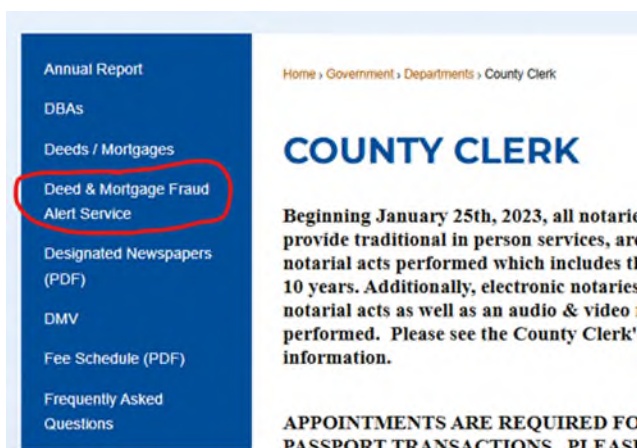 Annual Report
DBAs
Deeds / Mortgages
Deed & Mortgage Fraud
Alert Service
Designated Newspapers
(PDF)
DMV
Fee Schedule (PDF)
Frequently Asked
Questions
Home › Government › Departments › County Clerk
COUNTY CLERK
Beginning January 25th, 2023, all notarie
provide traditional in person services, are
notarial acts performed which includes th
10 years. Additionally, electronic notaries
notarial acts as well as an audio & video
performed. Please see the County Clerk'
information.
APPOINTMENTS ARE REQUIRED FO
PASSPORT TRANSACTIONS. PLEAS